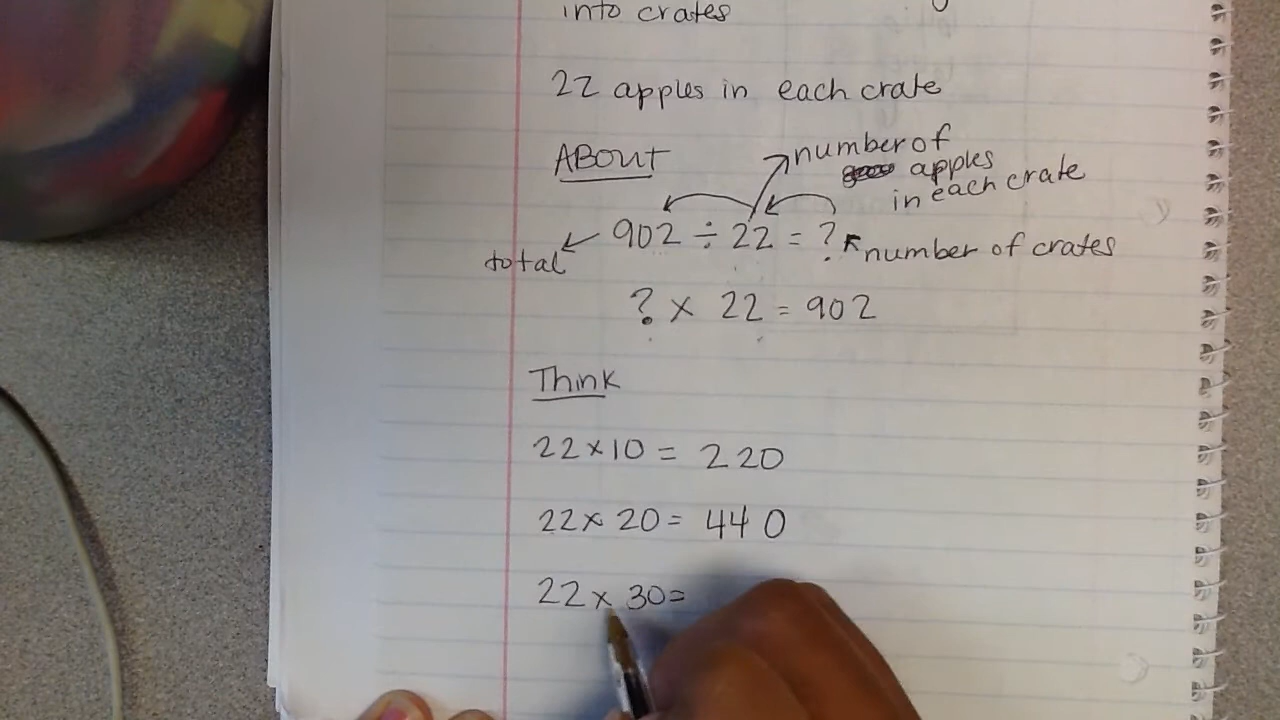 into crates
22 apples in each crate
ABOUT
number of
apples
in each crate
902 ÷ 22 = ?
number of crates
total
? × 22 = 902
Think
22 × 10 = 220
22 × 20 = 440
22 × 30 =